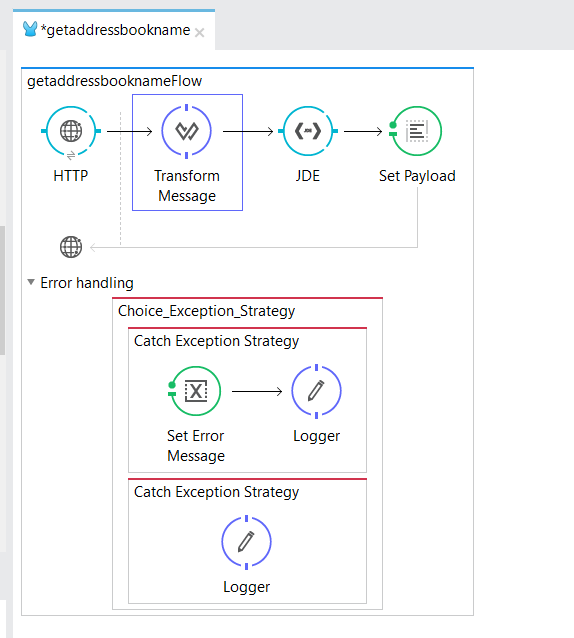 *getaddressbookname
getaddressbooknameFlow
HTTP
Transform
Message
JDE
Set Payload
Error handling
Choice_Exception_Strategy
Catch Exception Strategy
Set Error
Message
Logger
Catch Exception Strategy
Logger